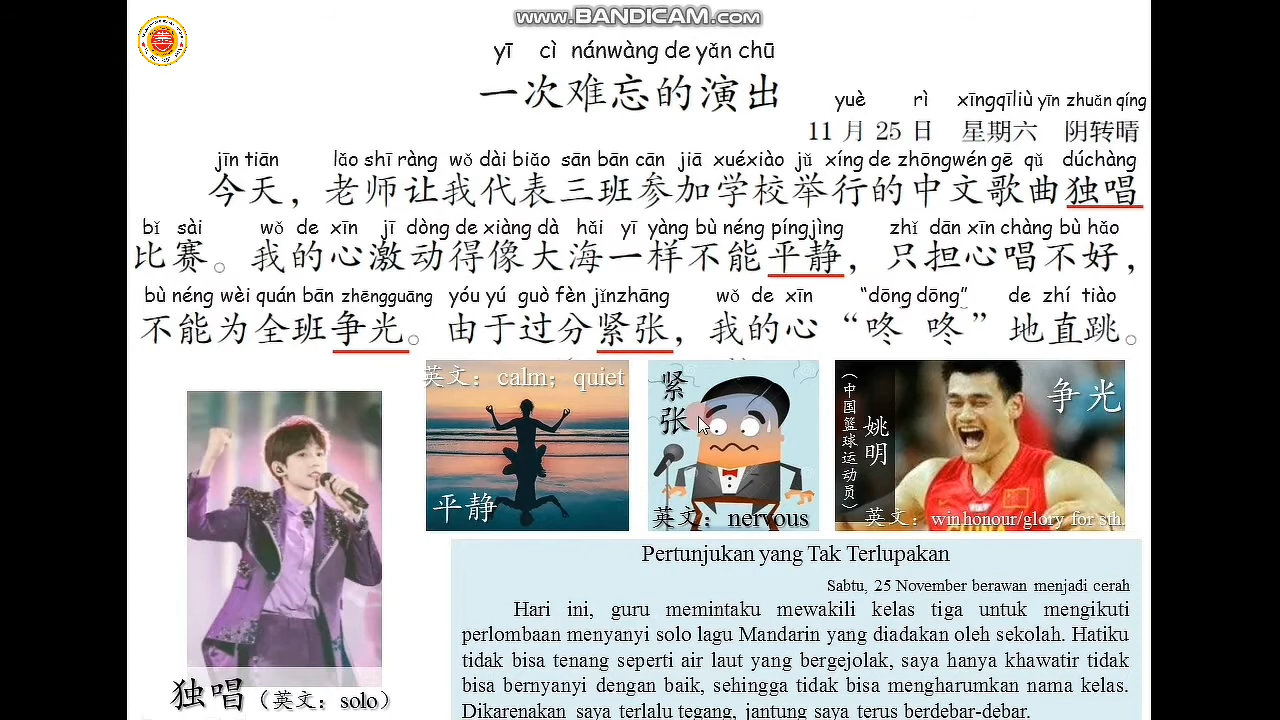 www.BANDICAM.com
yī cì nánwàng de yǎn chū
一次难忘的演出
yuè rì xīngqīliù yīn zhuǎn qíng
11 月 25 日 星期六 阴转晴
jīn tiān lǎo shī ràng wǒ dài biǎo sān bān cān jiā xuéxiào jǔ xíng de zhōngwén gē qǔ dúchàng
今天，老师让我代表三班参加学校举行的中文歌曲独唱
bǐ sài wǒ de xīn jī dòng de xiàng dà hǎi yī yàng bù néng píngjìng zhǐ dān xīn chàng bù hǎo
比赛。我的心激动得像大海一样不能平静，只担心唱不好，
bù néng wèi quán bān zhēngguāng yóu yú guò fèn jǐnzhāng wǒ de xīn “dōng dōng” de zhí tiào
不能为全班争光。由于过分紧张，我的心“咚 咚”地直跳。
英文：calm；quiet
平静
紧张
英文：nervous
（中国篮球运动员）
姚明
争光
英文：win honour/glory for sth.
独唱（英文：solo）
Pertunjukan yang Tak Terlupakan
Sabtu, 25 November berawan menjadi cerah
Hari ini, guru memintaku mewakili kelas tiga untuk mengikuti
perlombaan menyanyi solo lagu Mandarin yang diadakan oleh sekolah. Hatiku
tidak bisa tenang seperti air laut yang bergejolak, saya hanya khawatir tidak
bisa bernyanyi dengan baik, sehingga tidak bisa mengharumkan nama kelas.
Dikarenakan saya terlalu tegang, jantung saya terus berdebar-debar.